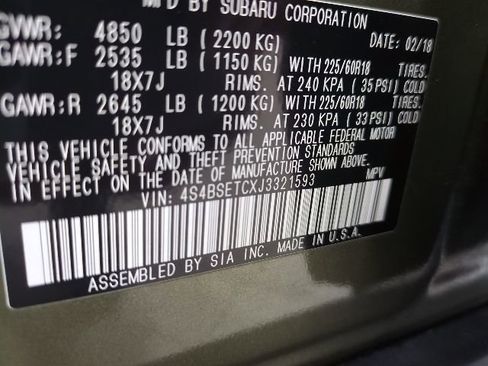 MFD BY SUBARU CORPORATION
GVWR: 4850 LB (2200 KG) DATE: 02/18
GAWR:F 2535 LB (1150 KG) WITH 225/60R18 TIRES.
18X7J RIMS. AT 240 KPA (35 PSI) COLD
GAWR:R 2645 LB (1200 KG) WITH 225/60R18 TIRES.
18X7J RIMS. AT 230 KPA (33 PSI) COLD
THIS VEHICLE CONFORMS TO ALL APPLICABLE FEDERAL MOTOR
VEHICLE SAFETY AND THEFT PREVENTION STANDARDS
IN EFFECT ON THE DATE OF MANUFACTURE SHOWN ABOVE.
VIN: 4S4BSETCXJ3321593 MPV
ASSEMBLED BY SIA INC. MADE IN U.S.A.